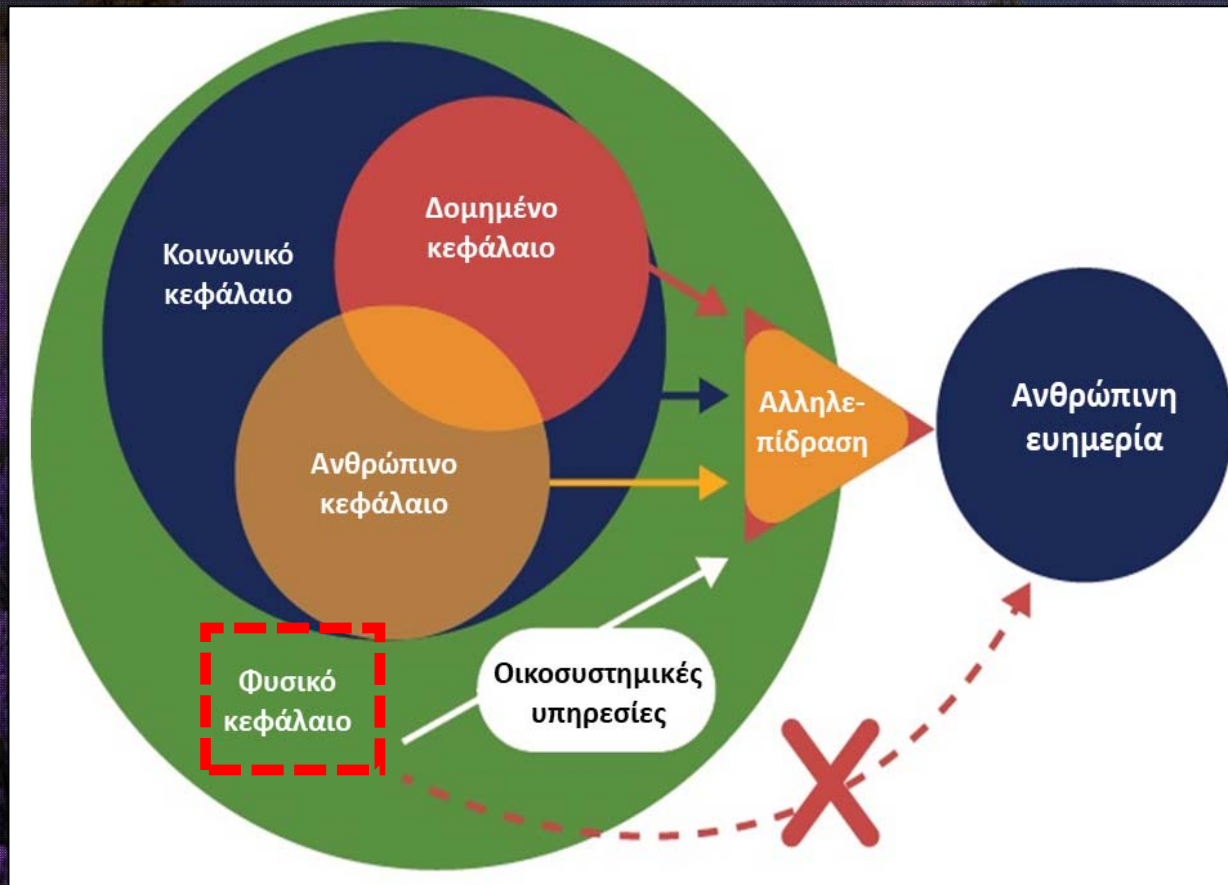 Δομημένο
κεφάλαιο
Κοινωνικό
κεφάλαιο
Αλληλε-
πίδραση
Ανθρώπινη
ευημερία
Ανθρώπινο
κεφάλαιο
Φυσικό
κεφάλαιο
Οικοσυστημικές
υπηρεσίες